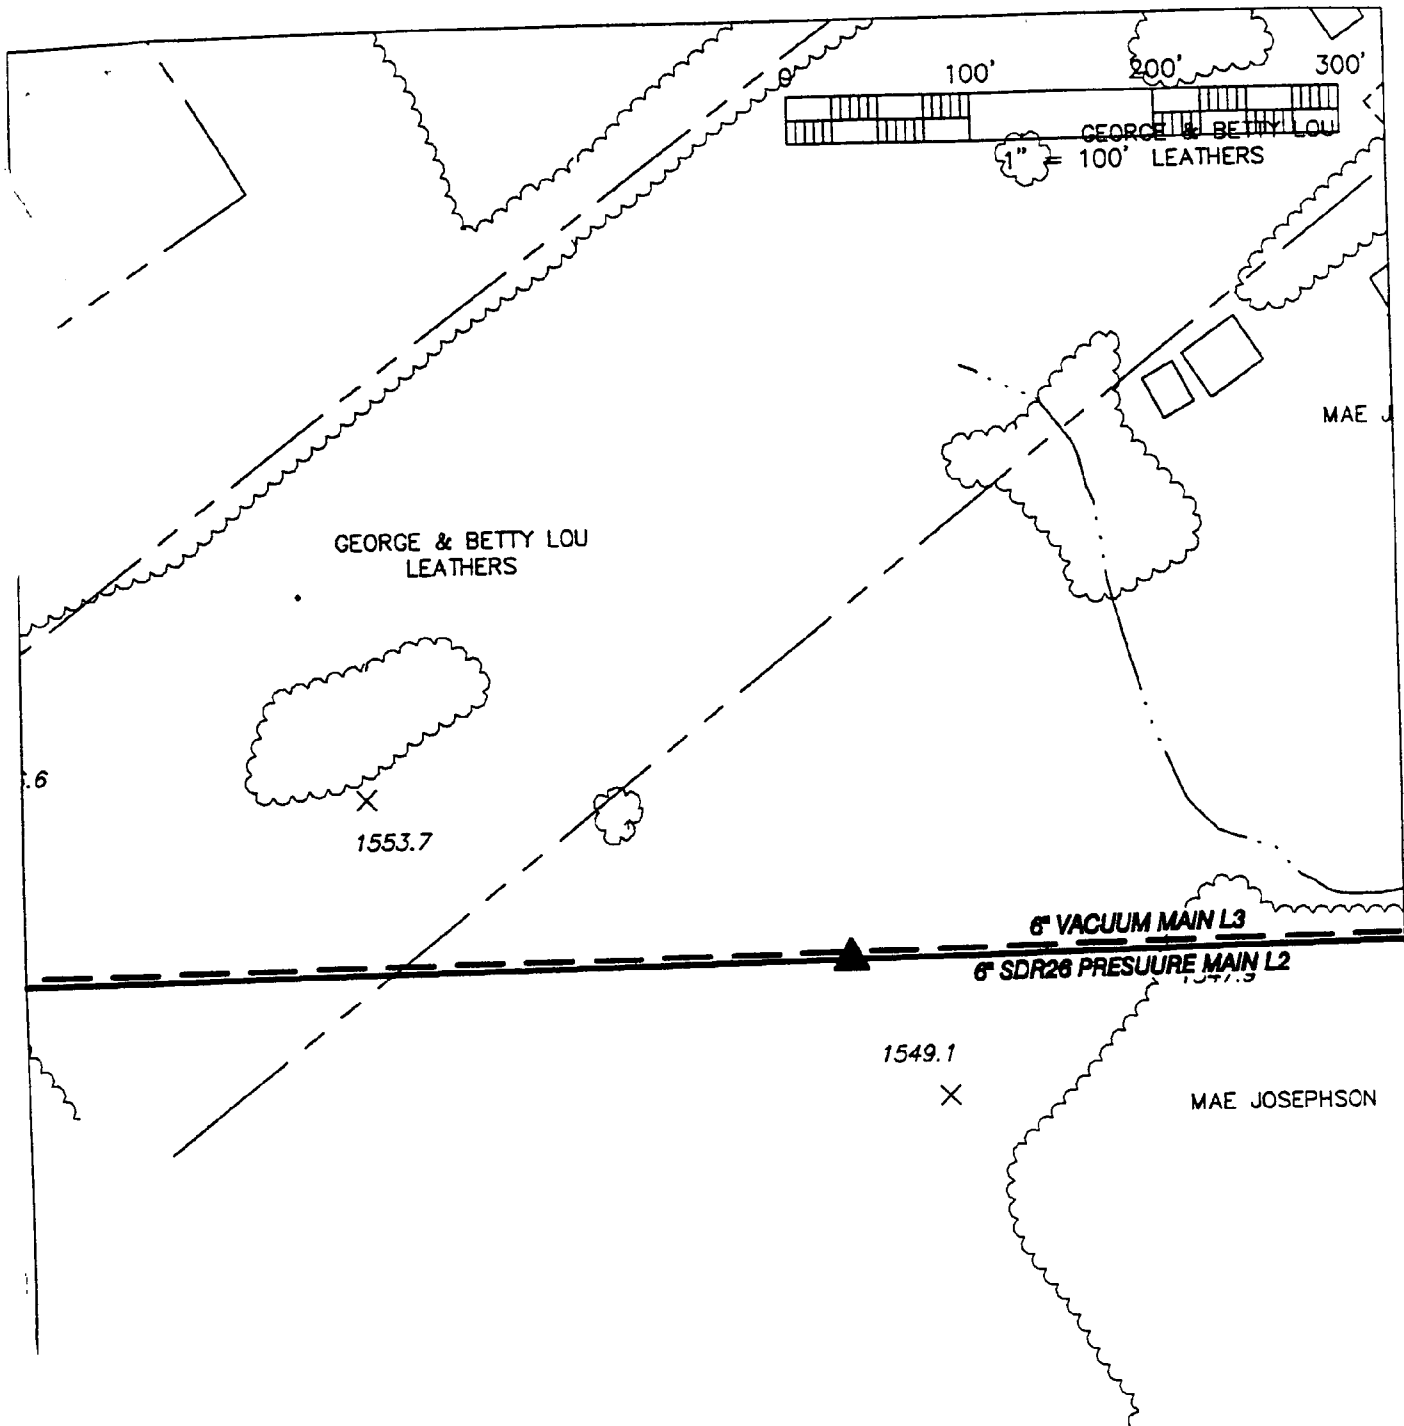 0 100' 200' 300'
GEORGE & BETTY LOU
1" = 100' LEATHERS
MAE J
GEORGE & BETTY LOU
LEATHERS
.6
1553.7
6" VACUUM MAIN L3
6" SDR26 PRESUURE MAIN L2
1549.1
MAE JOSEPHSON